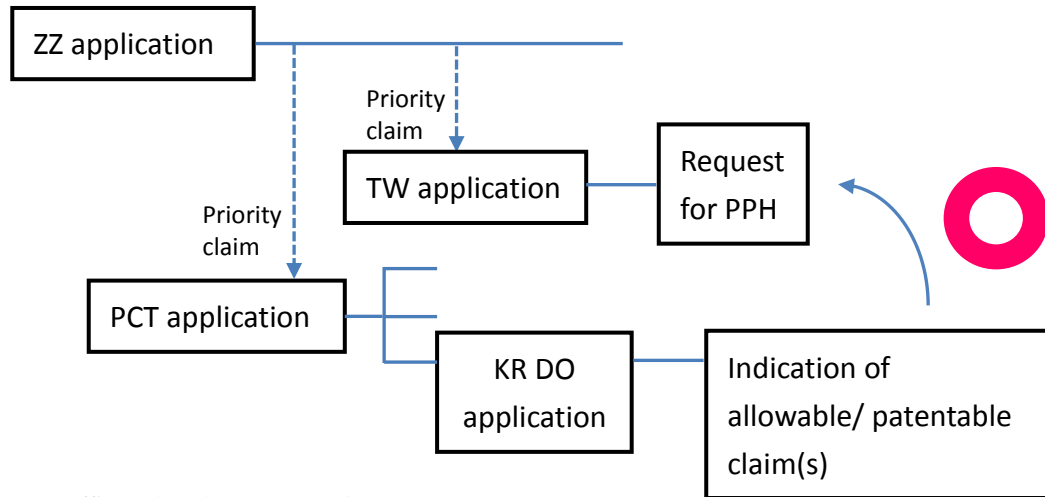 ZZ application
Priority
claim
TW application
Request
for PPH
Priority
claim
PCT application
KR DO
application
Indication of
allowable/ patentable
claim(s)